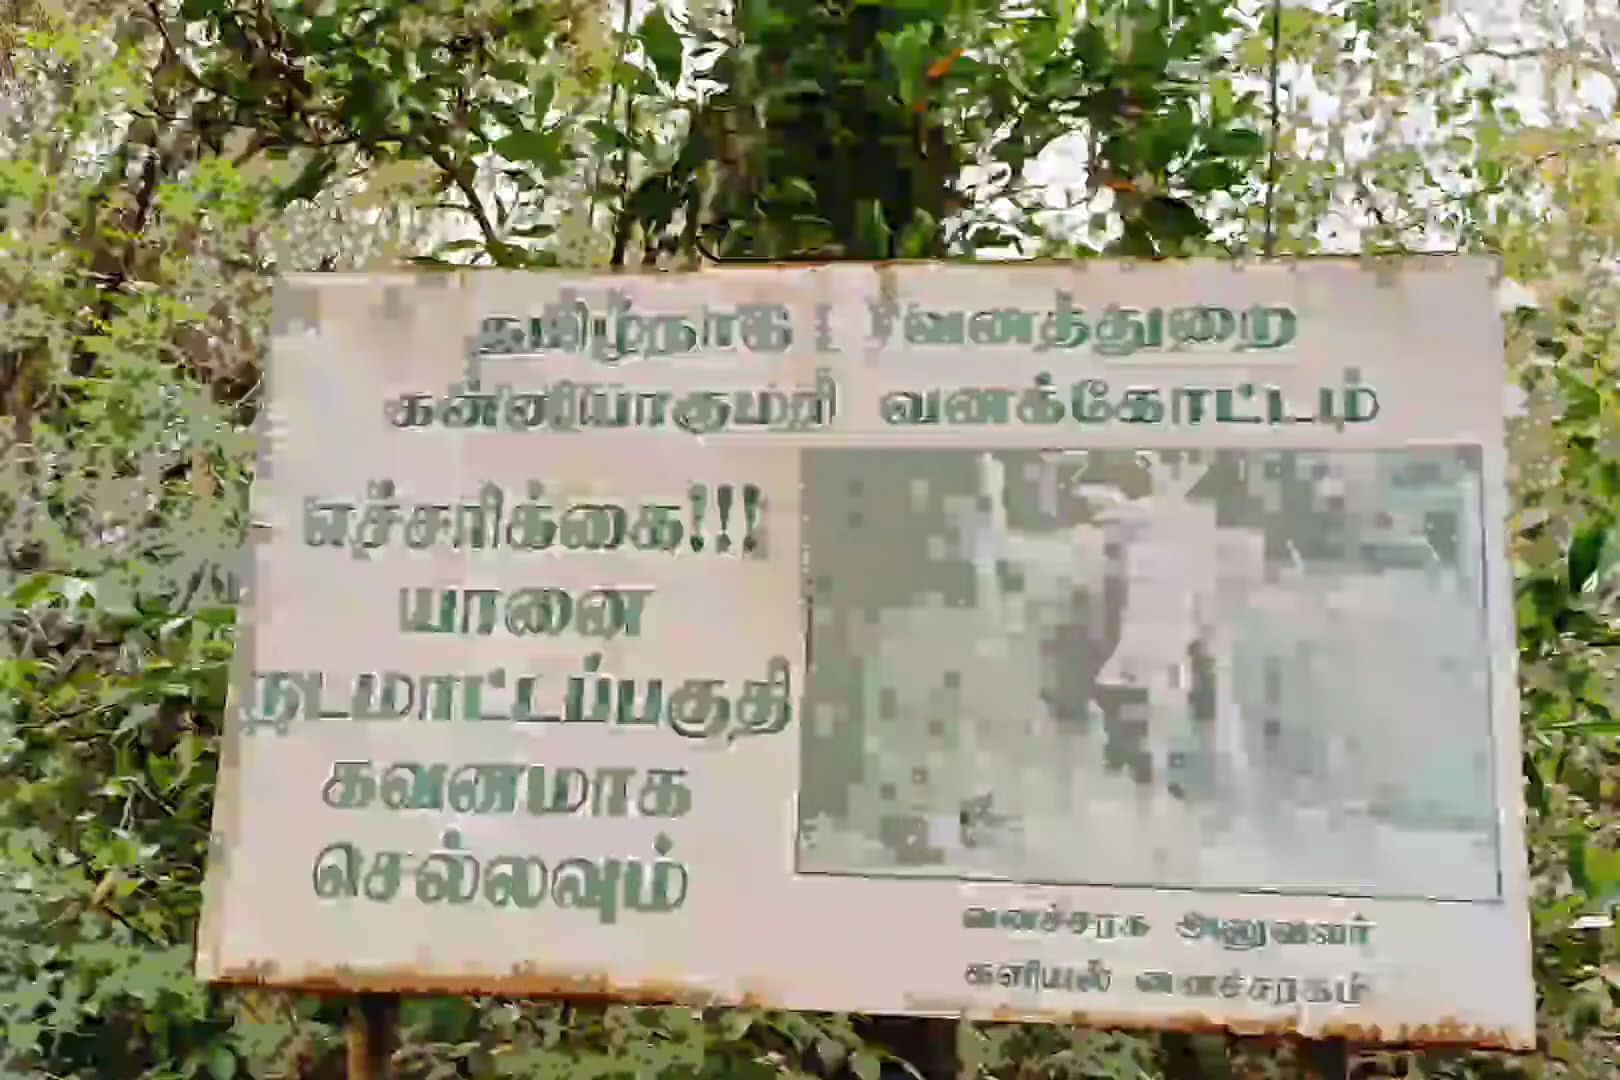 தமிழ்நாடு வனத்துறை
கன்னியாகுமரி வனக்கோட்டம்
எச்சரிக்கை!!!
யானை
நடமாட்டப்பகுதி
கவனமாக
செல்லவும்
வனச்சரக அலுவலர்
களியல் வனச்சரகம்